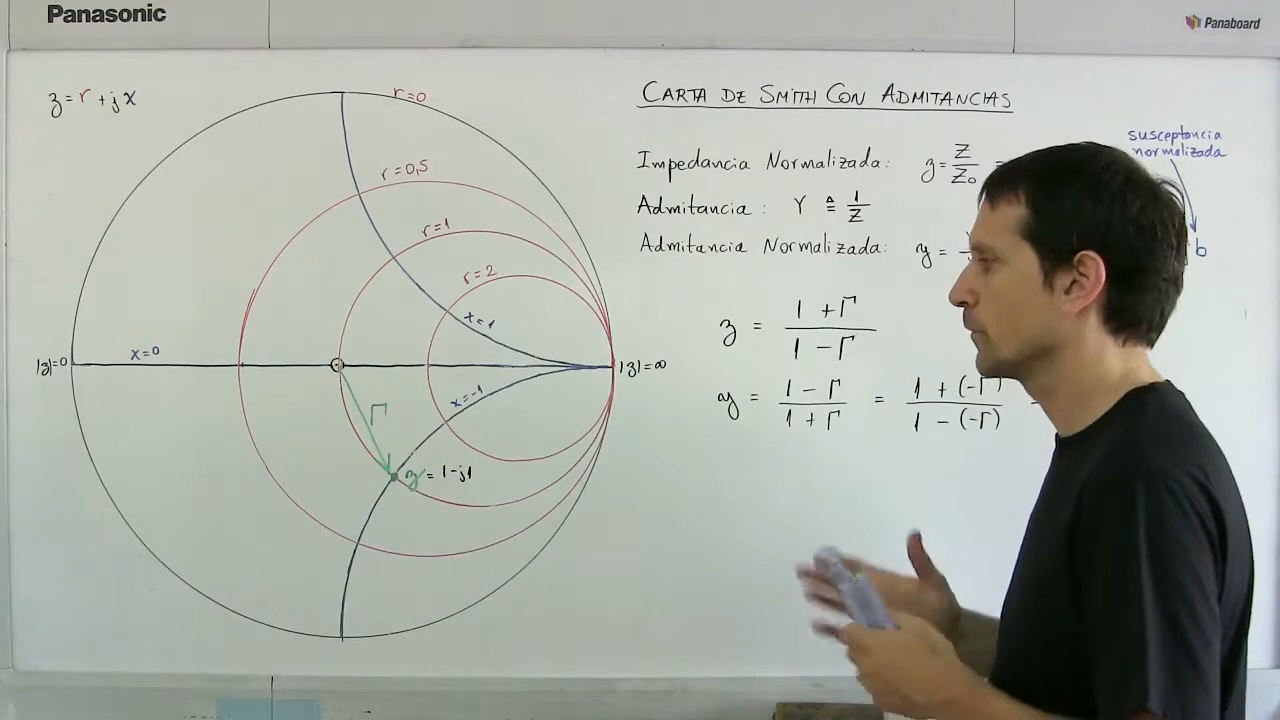 Panasonic
Panaboard
z = r + jx
r=0
r=0,5
r=1
r=2
x=1
x=0
|z|=0
|z|=∞
x=-1
Γ
z = 1-j1
CARTA DE SMITH CON ADMITANCIAS
susceptancia
normalizada
Impedancia Normalizada: z = Z/Z₀ =
Admitancia: Y ≜ 1/Z
Admitancia Normalizada: y =
b
z = (1 + Γ)/(1 - Γ)
y = (1 - Γ)/(1 + Γ) = (1 + (-Γ))/(1 - (-Γ)) =